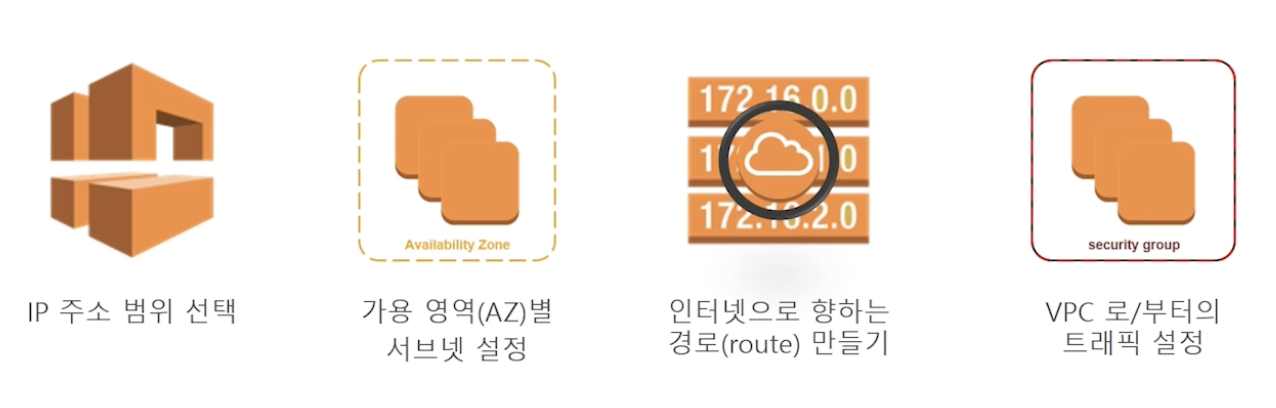 IP 주소 범위 선택
Availability Zone
가용 영역(AZ)별
서브넷 설정
172.16.0.0
172.16.2.0
인터넷으로 향하는
경로(route) 만들기
security group
VPC 로/부터의
트래픽 설정